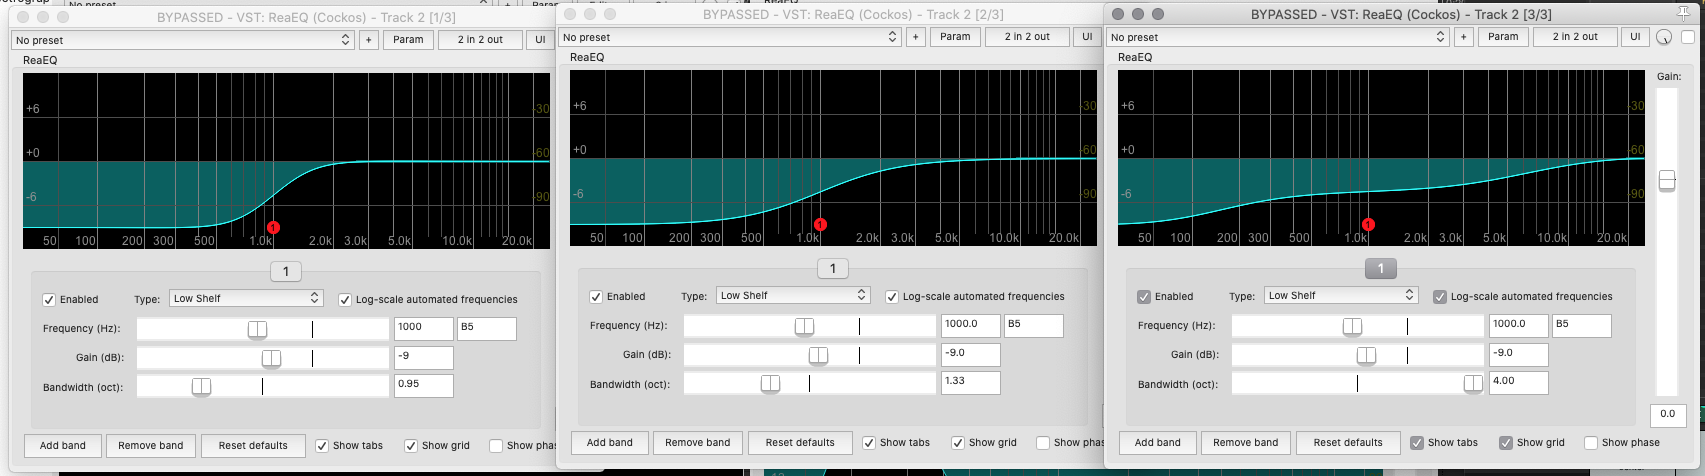 BYPASSED - VST: ReaEQ (Cockos) - Track 2 [1/3]
No preset
+
Param
2 in 2 out
UI
ReaEQ
+6
-30
+0
-60
-6
-90
50 100 200 300 500 1.0k 2.0k 3.0k 5.0k 10.0k 20.0k
1
1
Enabled
Type: Low Shelf
Log-scale automated frequencies
Frequency (Hz): 1000 B5
Gain (dB): -9
Bandwidth (oct): 0.95
Add band Remove band Reset defaults Show tabs Show grid Show phas
BYPASSED - VST: ReaEQ (Cockos) - Track 2 [2/3]
No preset
+
Param
2 in 2 out
UI
ReaEQ
+6
-30
+0
-60
-6
-90
50 100 200 300 500 1.0k 2.0k 3.0k 5.0k 10.0k 20.0k
1
1
Enabled
Type: Low Shelf
Log-scale automated frequencies
Frequency (Hz): 1000.0 B5
Gain (dB): -9.0
Bandwidth (oct): 1.33
Add band Remove band Reset defaults Show tabs Show grid Show phas
BYPASSED - VST: ReaEQ (Cockos) - Track 2 [3/3]
No preset
+
Param
2 in 2 out
UI
ReaEQ
Gain:
+6
-30
+0
-60
-6
-90
50 100 200 300 500 1.0k 2.0k 3.0k 5.0k 10.0k 20.0k
1
1
Enabled
Type: Low Shelf
Log-scale automated frequencies
Frequency (Hz): 1000.0 B5
Gain (dB): -9.0
Bandwidth (oct): 4.00
0.0
Add band Remove band Reset defaults Show tabs Show grid Show phase